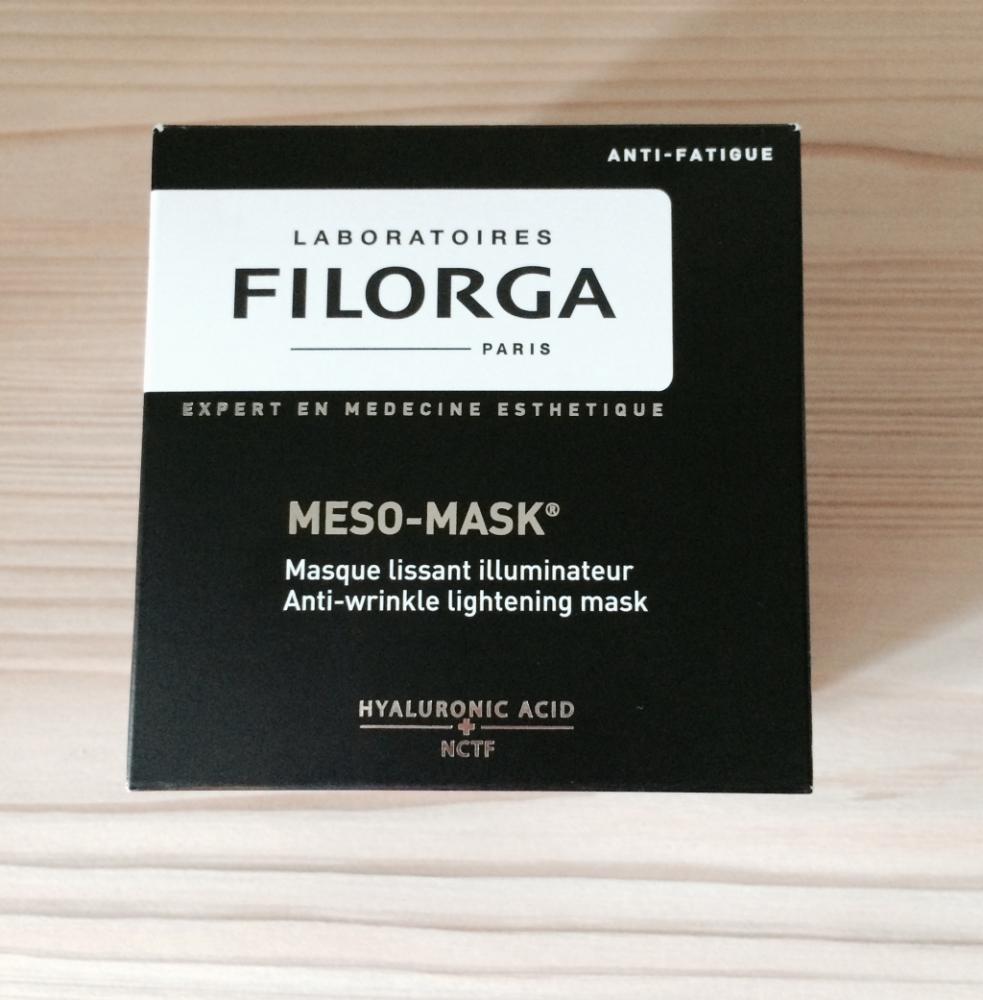 ANTI-FATIGUE
LABORATOIRES
FILORGA
PARIS
EXPERT EN MEDECINE ESTHETIQUE
MESO-MASK®
Masque lissant illuminateur
Anti-wrinkle lightening mask
HYALURONIC ACID
+
NCTF